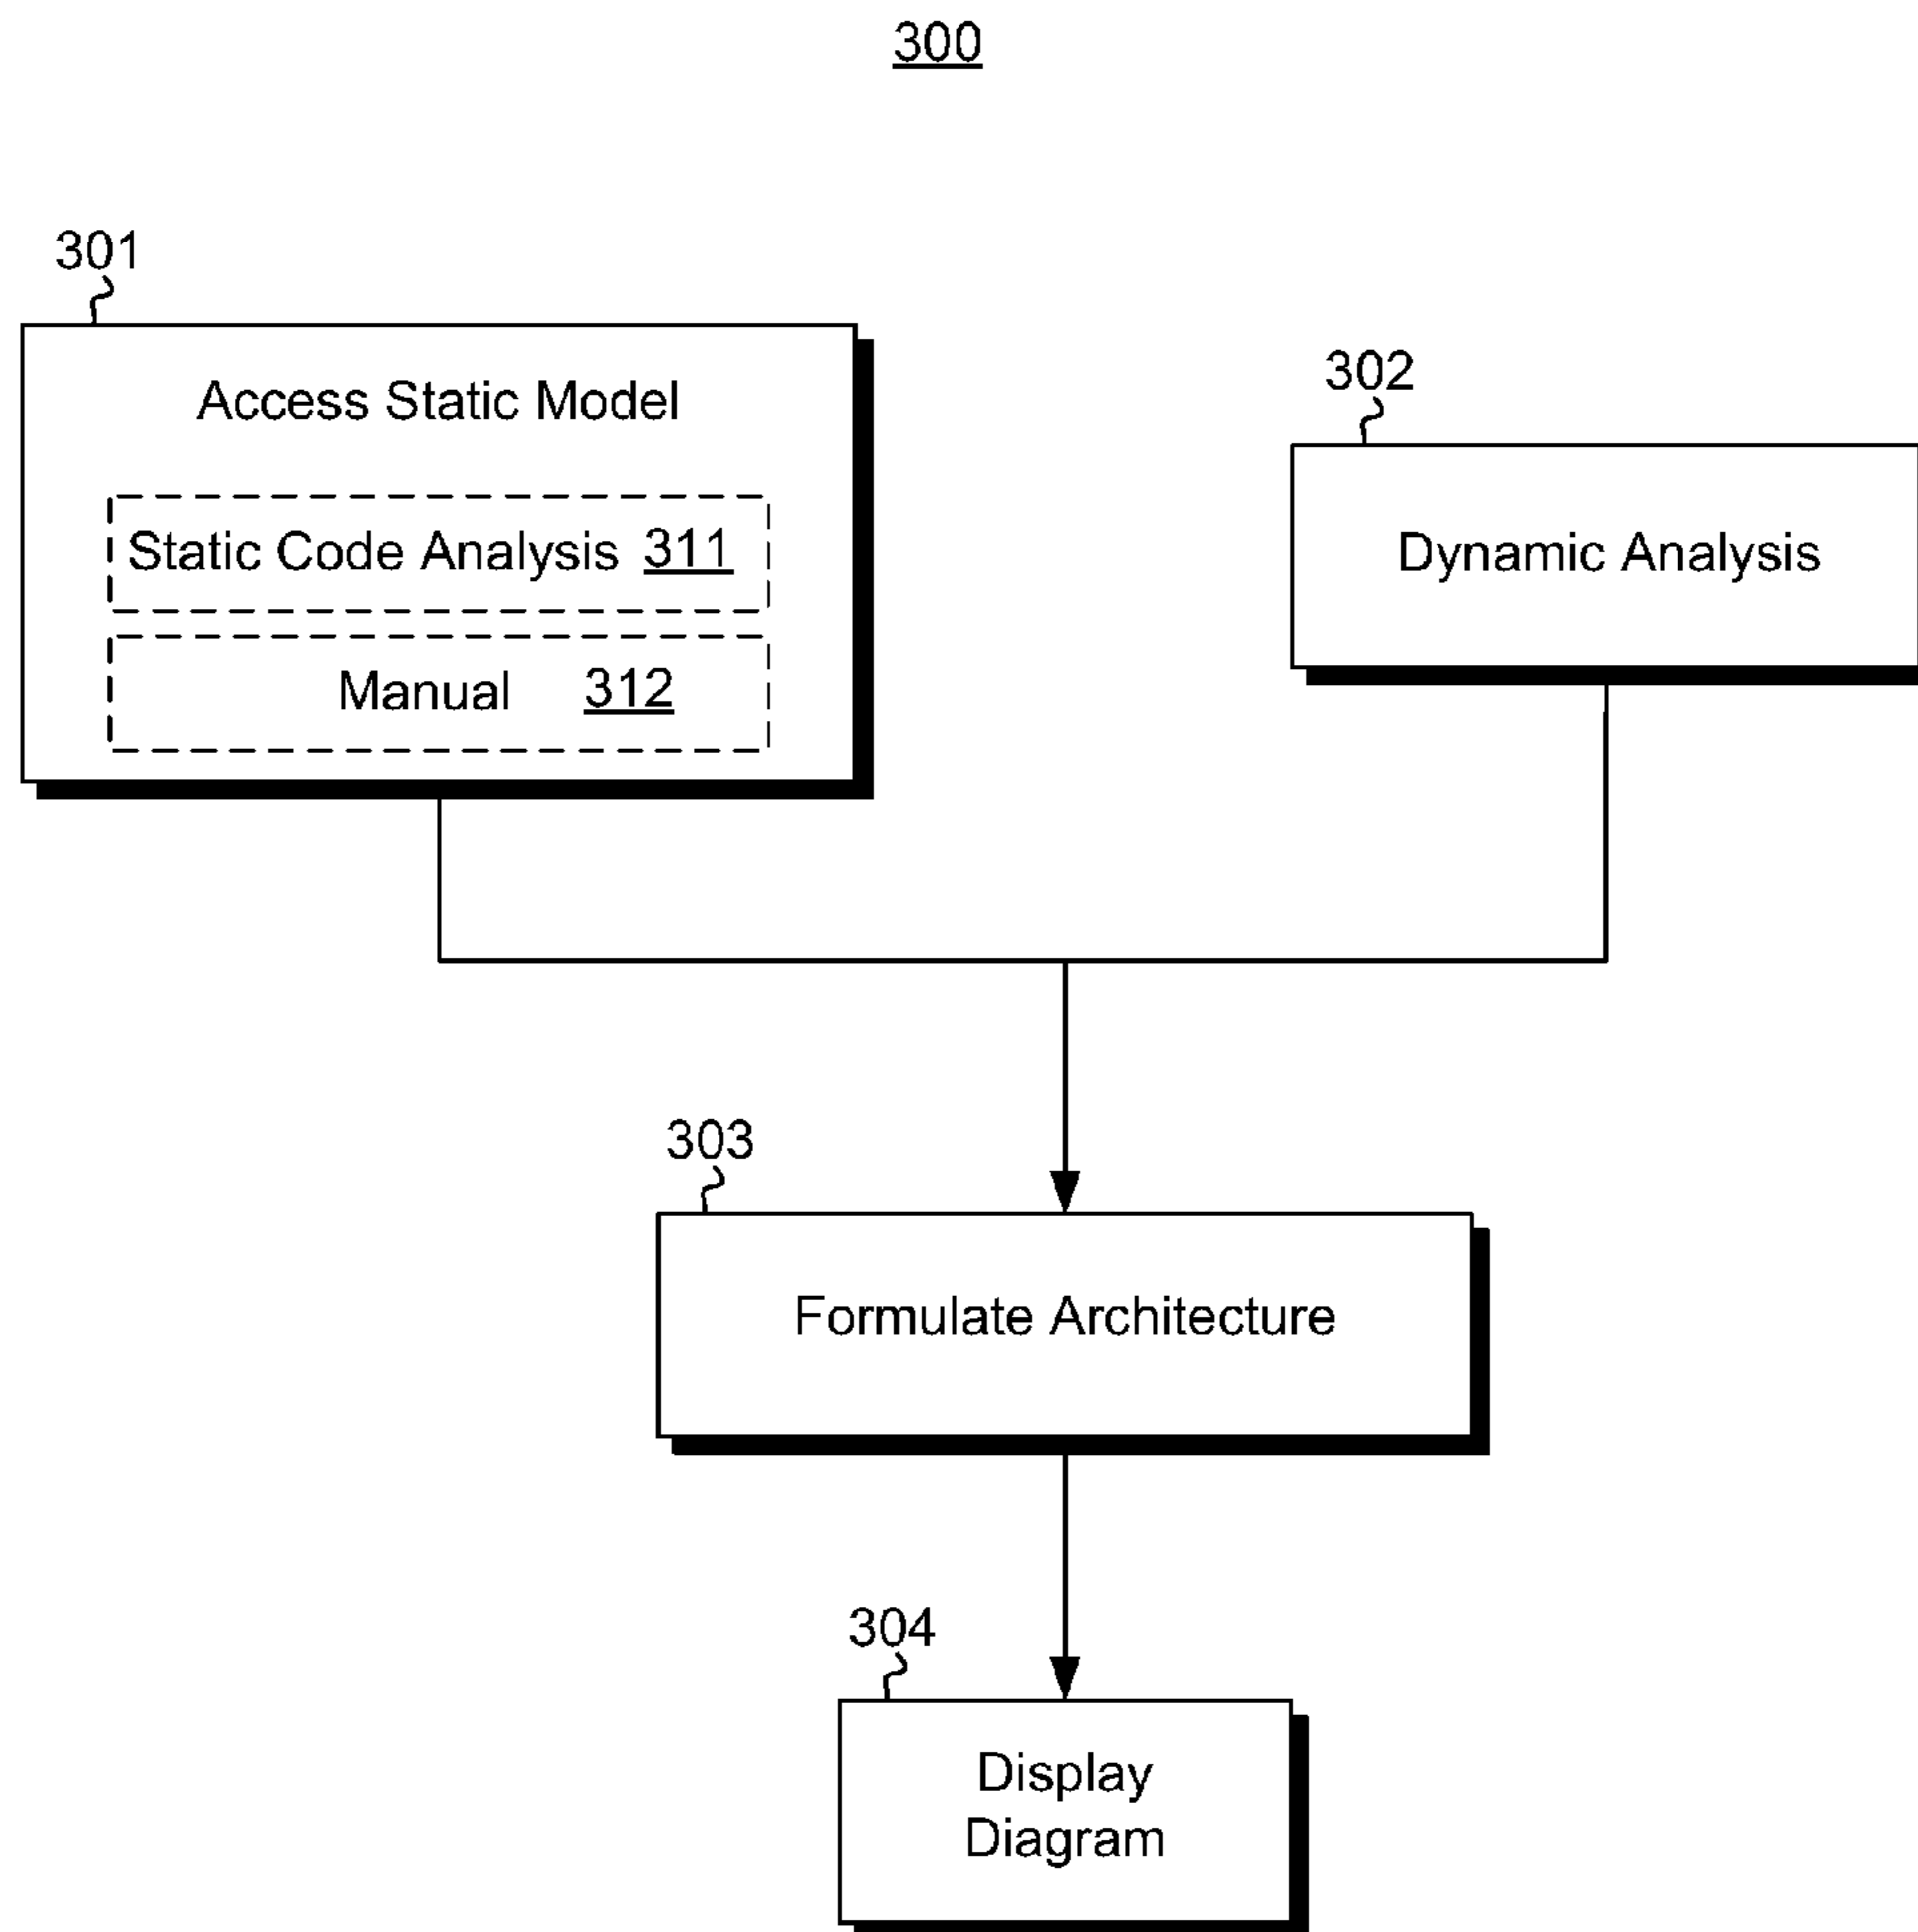 300
301
Access Static Model
Static Code Analysis 311
Manual 312
302
Dynamic Analysis
303
Formulate Architecture
304
Display
Diagram